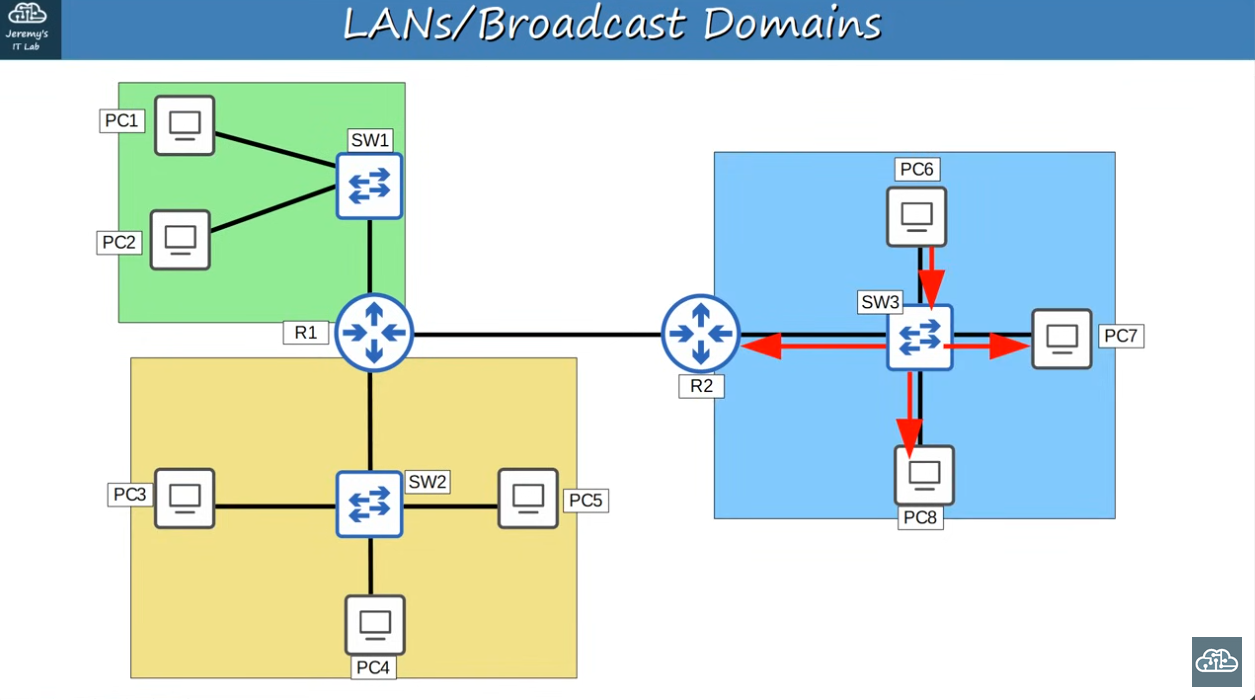 LANs/Broadcast Domains
Jeremy's
IT Lab
PC1
SW1
PC2
R1
PC6
SW3
PC7
R2
PC8
PC3
SW2
PC5
PC4